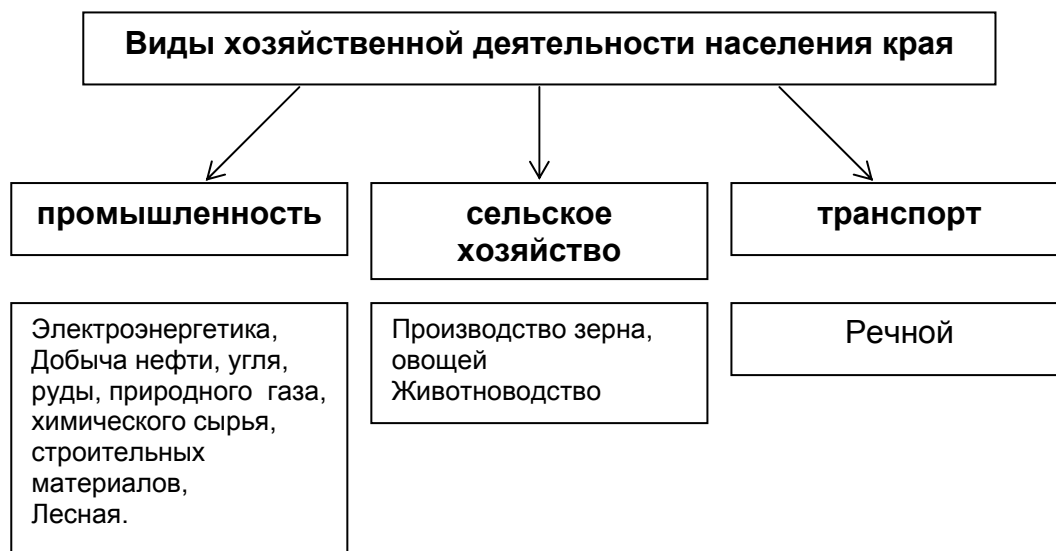 Виды хозяйственной деятельности населения края
промышленность
сельское
хозяйство
транспорт
Электроэнергетика,
Добыча нефти, угля,
руды, природного газа,
химического сырья,
строительных
материалов,
Лесная.
Производство зерна,
овощей
Животноводство
Речной